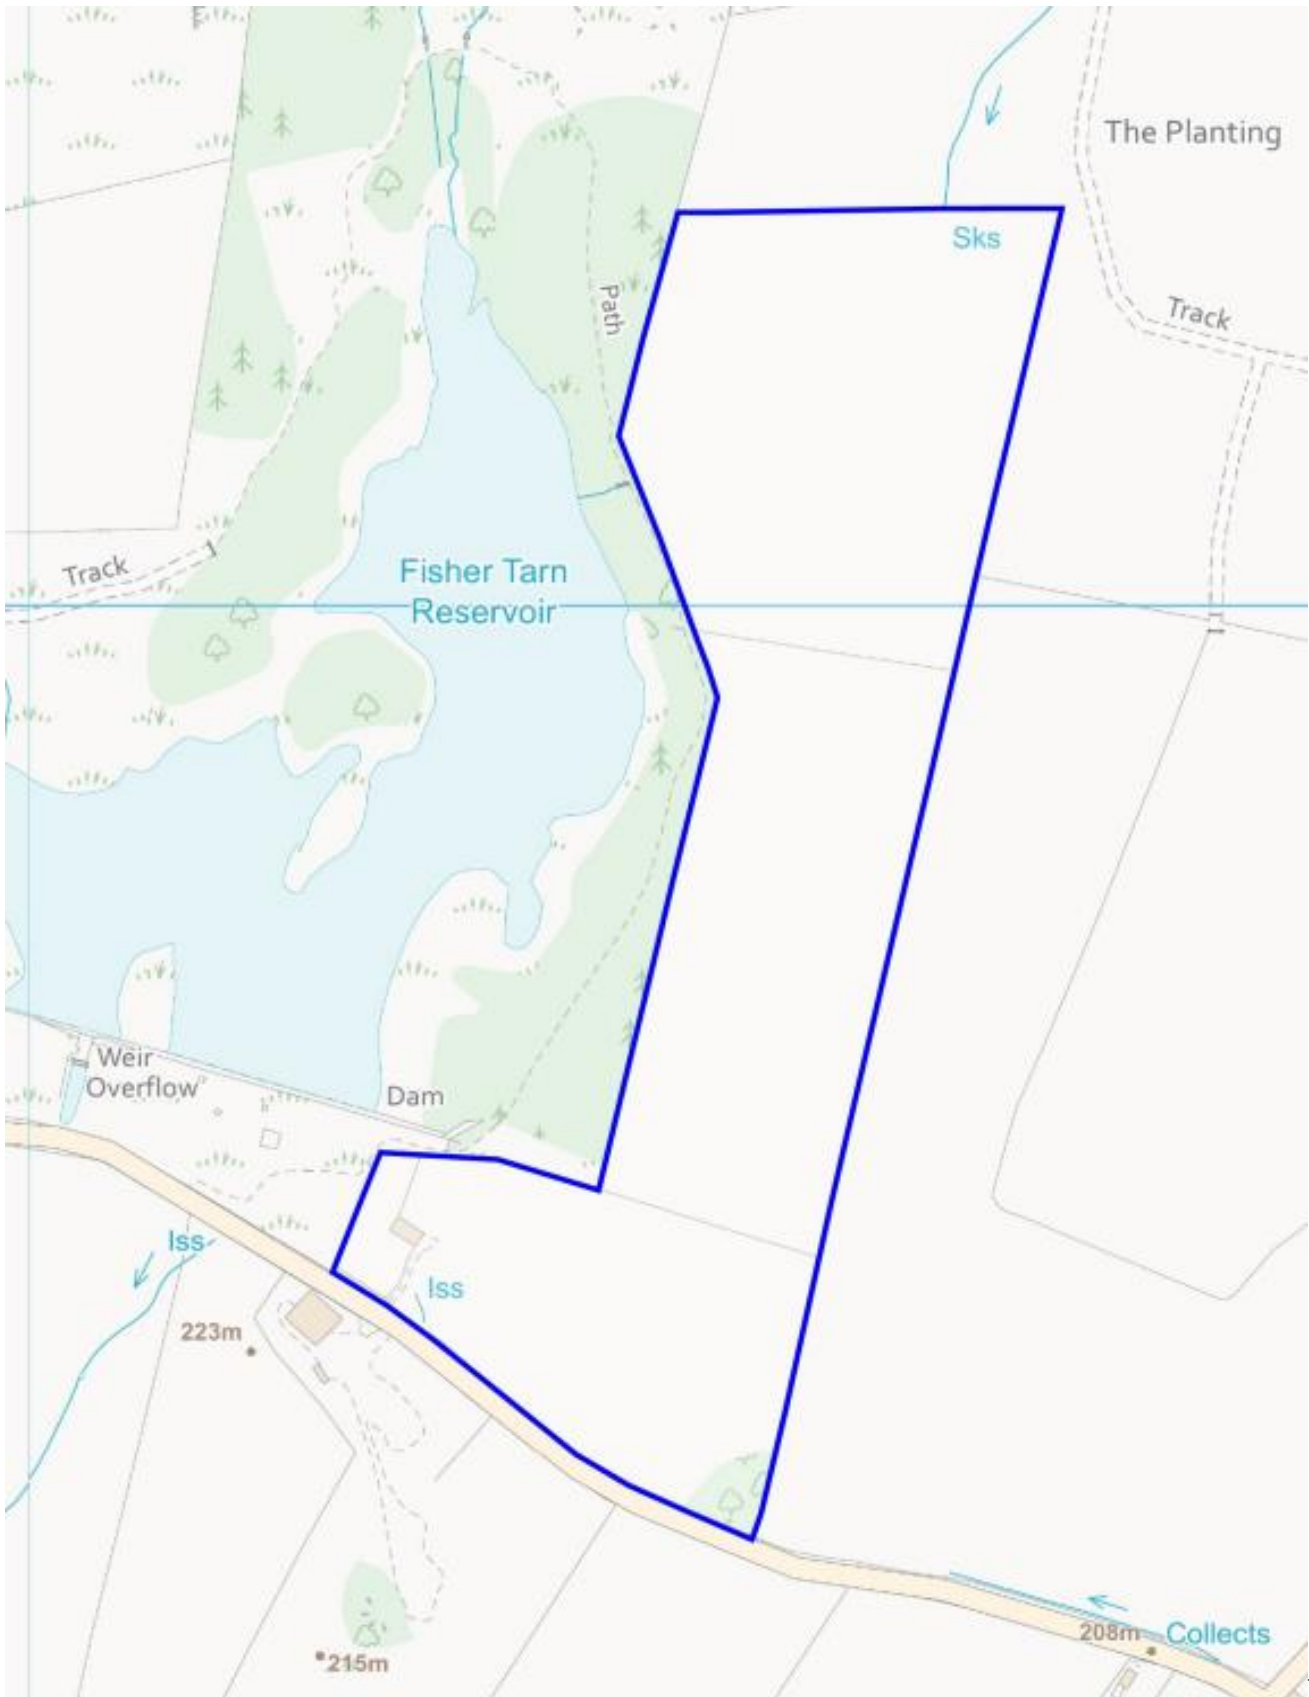 The Planting
Sks
Path
Track
Track
Fisher Tarn
Reservoir
Weir
Overflow
Dam
Iss
Iss
223m
215m
208m
Collects